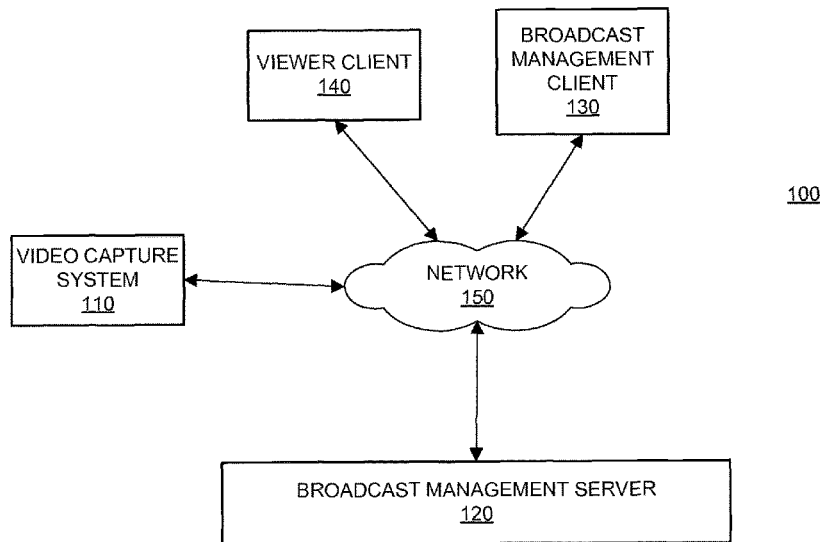 VIEWER CLIENT
140
BROADCAST
MANAGEMENT
CLIENT
130
100
VIDEO CAPTURE
SYSTEM
110
NETWORK
150
BROADCAST MANAGEMENT SERVER
120